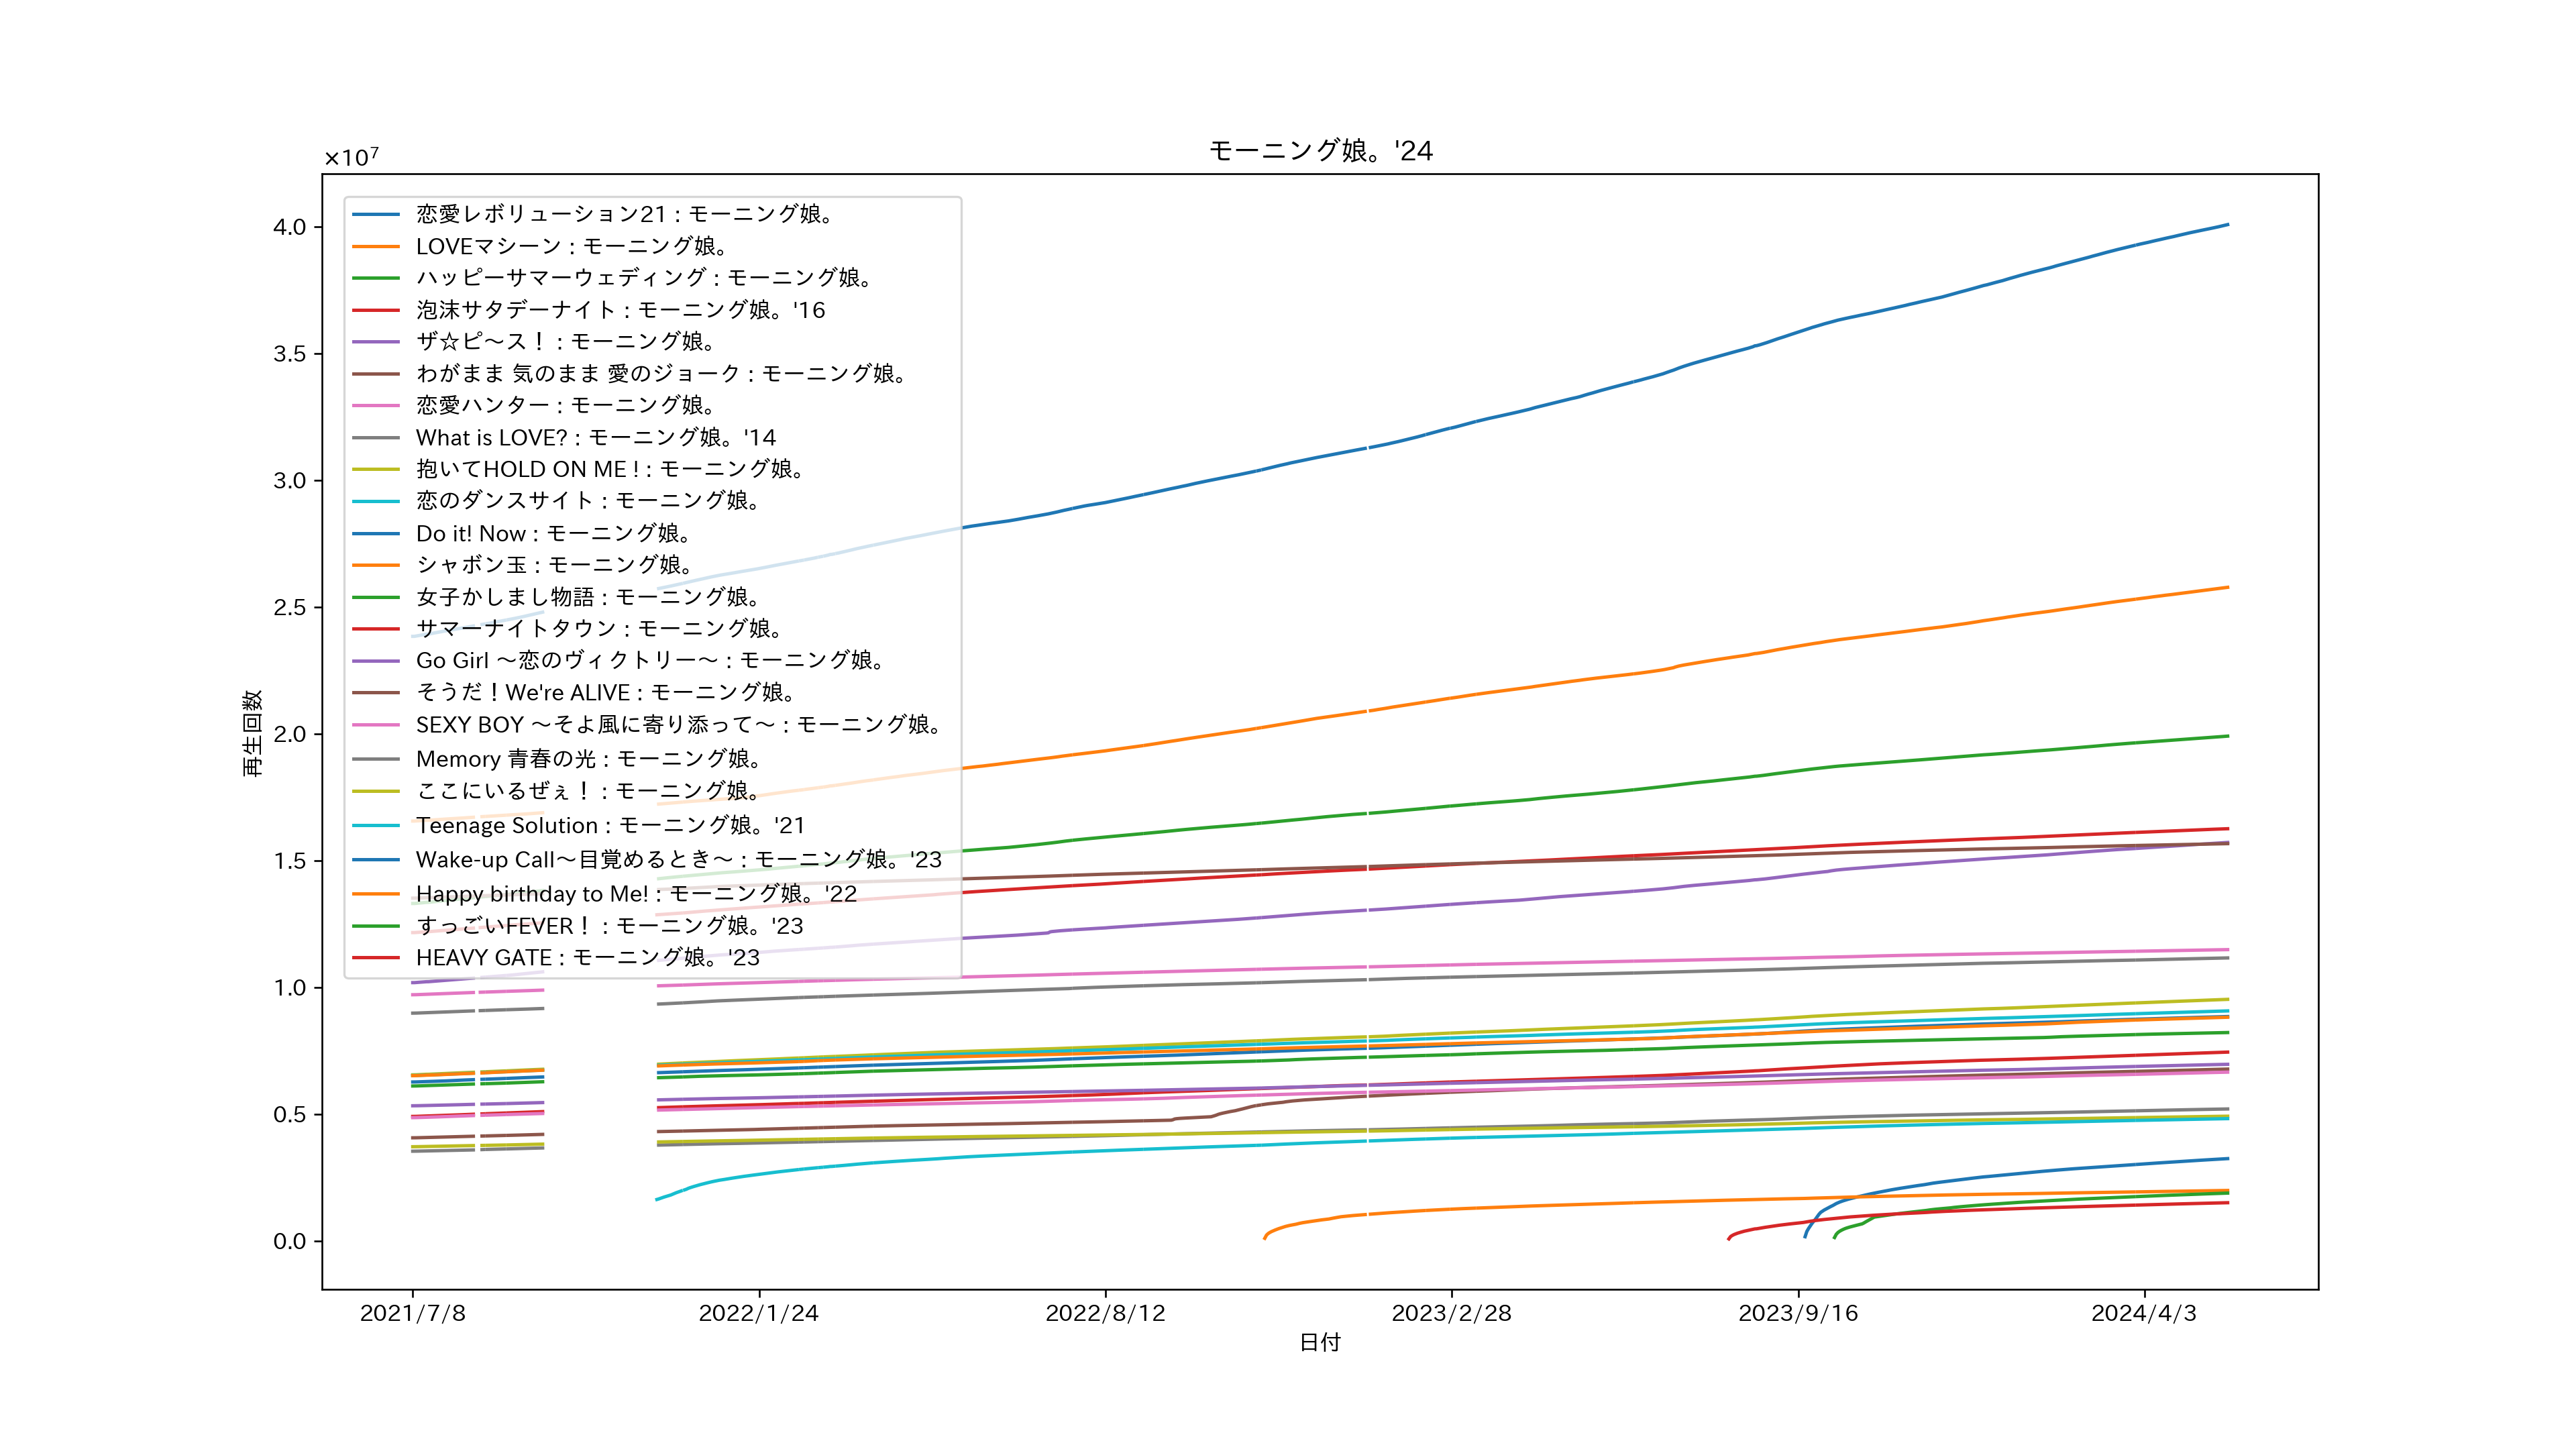 モーニング娘。'24
×10⁷
4.0
3.5
3.0
2.5
2.0
1.5
1.0
0.5
0.0
再生回数
恋愛レボリューション21 : モーニング娘。
LOVEマシーン : モーニング娘。
ハッピーサマーウェディング : モーニング娘。
泡沫サタデーナイト : モーニング娘。'16
ザ☆ピ〜ス！ : モーニング娘。
わがまま 気のまま 愛のジョーク : モーニング娘。
恋愛ハンター : モーニング娘。
What is LOVE? : モーニング娘。'14
抱いてHOLD ON ME ! : モーニング娘。
恋のダンスサイト : モーニング娘。
Do it! Now : モーニング娘。
シャボン玉 : モーニング娘。
女子かしまし物語 : モーニング娘。
サマーナイトタウン : モーニング娘。
Go Girl 〜恋のヴィクトリー〜 : モーニング娘。
そうだ！We're ALIVE : モーニング娘。
SEXY BOY 〜そよ風に寄り添って〜 : モーニング娘。
Memory 青春の光 : モーニング娘。
ここにいるぜぇ！ : モーニング娘。
Teenage Solution : モーニング娘。'21
Wake-up Call〜目覚めるとき〜 : モーニング娘。'23
Happy birthday to Me! : モーニング娘。'22
すっごいFEVER！ : モーニング娘。'23
HEAVY GATE : モーニング娘。'23
2021/7/8
2022/1/24
2022/8/12
2023/2/28
2023/9/16
2024/4/3
日付